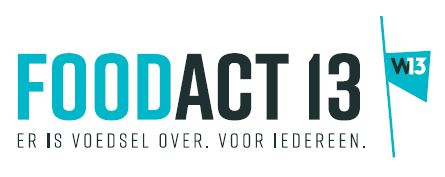 FOODACT 13
W13
ER IS VOEDSEL OVER. VOOR IEDEREEN.